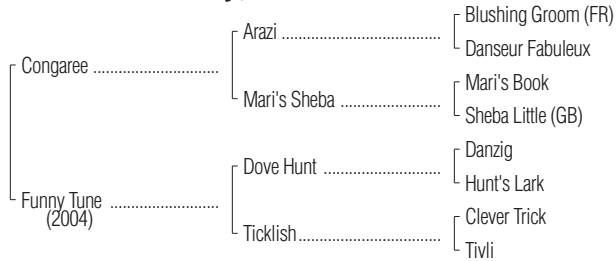 Blushing Groom (FR)
Arazi ..............................
Danseur Fabuleux
Congaree .............................
Mari's Book
Mari's Sheba .......................
Sheba Little (GB)
Danzig
Dove Hunt .........................
Hunt's Lark
Funny Tune .........................
(2004)
Clever Trick
Ticklish................................
Tivli